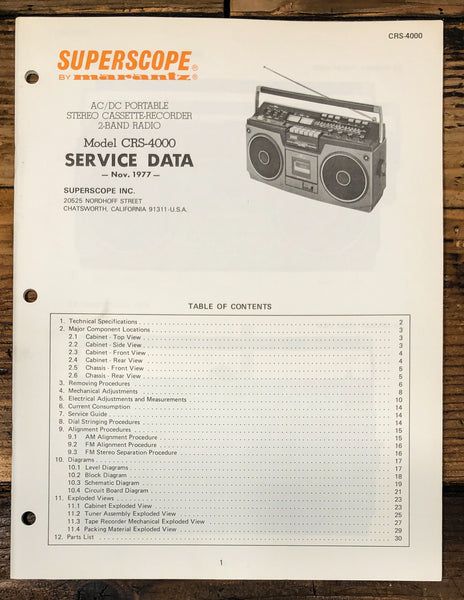 CRS-4000
SUPERSCOPE®
BY marantz®
AC/DC PORTABLE
STEREO CASSETTE-RECORDER
2-BAND RADIO
Model CRS-4000
SERVICE DATA
— Nov. 1977 —
SUPERSCOPE INC.
20525 NORDHOFF STREET
CHATSWORTH, CALIFORNIA 91311-U.S.A.
TABLE OF CONTENTS
1. Technical Specifications 2
2. Major Component Locations 3
2.1 Cabinet - Top View 3
2.2 Cabinet - Side View 3
2.3 Cabinet - Front View 4
2.4 Cabinet - Rear View 4
2.5 Chassis - Front View 5
2.6 Chassis - Rear View 5
3. Removing Procedures 6
4. Mechanical Adjustments 8
5. Electrical Adjustments and Measurements 10
6. Current Consumption 14
7. Service Guide 14
8. Dial Stringing Procedures 14
9. Alignment Procedures 15
9.1 AM Alignment Procedure 15
9.2 FM Alignment Procedure 16
9.3 FM Stereo Separation Procedure 16
10. Diagrams 17
10.1 Level Diagrams 17
10.2 Block Diagram 18
10.3 Schematic Diagram 19
10.4 Circuit Board Diagram 21
11. Exploded Views 23
11.1 Cabinet Exploded View 23
11.2 Tuner Assembly Exploded View 25
11.3 Tape Recorder Mechanical Exploded View 27
11.4 Packing Material Exploded View 29
12. Parts List 30
1